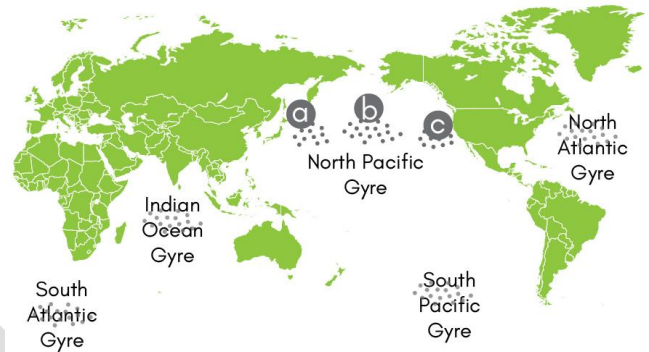 a
b
c
North Pacific
Gyre
North
Atlantic
Gyre
Indian
Ocean
Gyre
South
Atlantic
Gyre
South
Pacific
Gyre